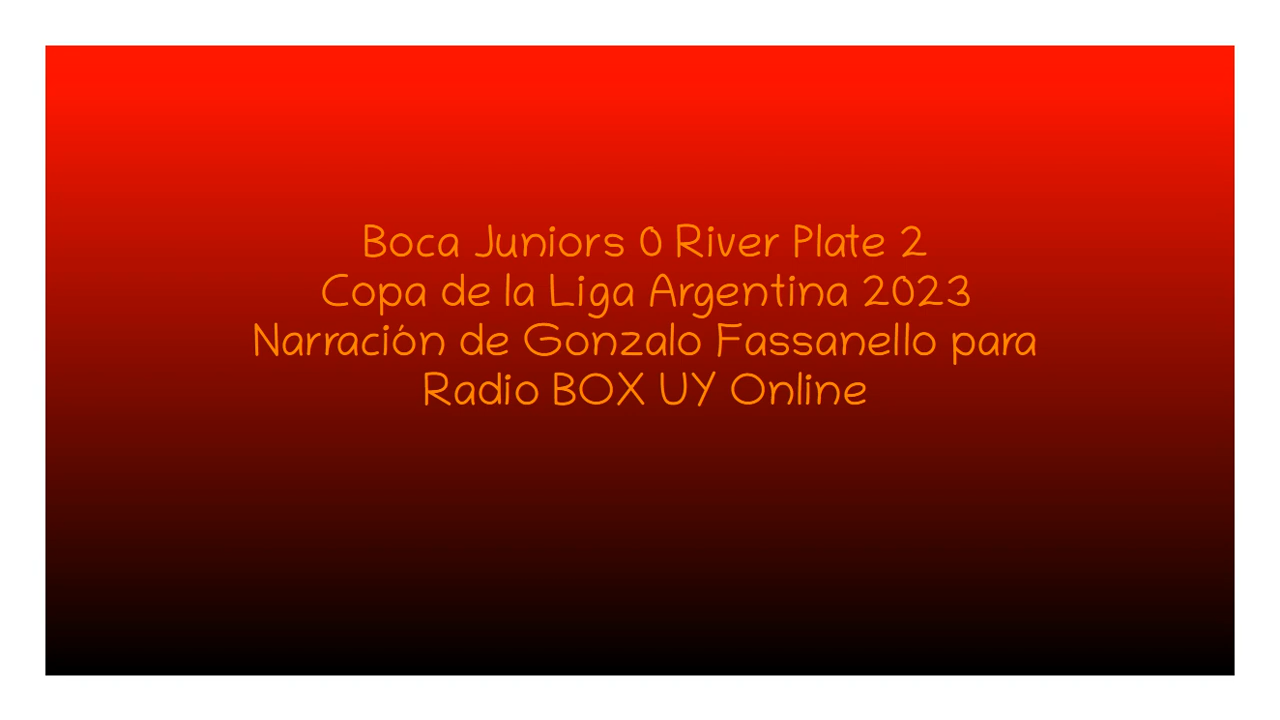 Boca Juniors 0 River Plate 2
Copa de la Liga Argentina 2023
Narración de Gonzalo Fassanello para
Radio BOX UY Online